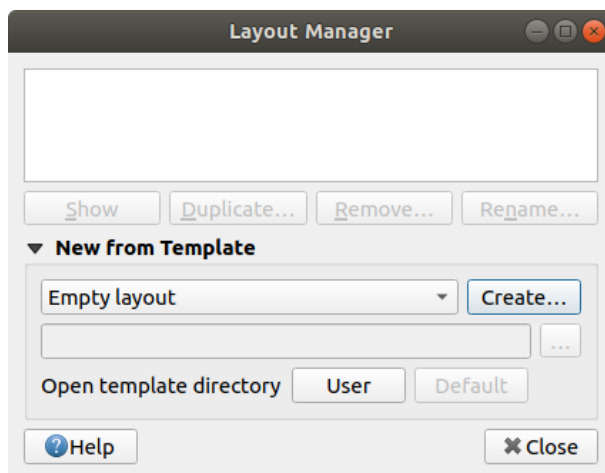 Layout Manager
Show Duplicate... Remove... Rename...
New from Template
Empty layout Create...
...
Open template directory User Default
Help Close